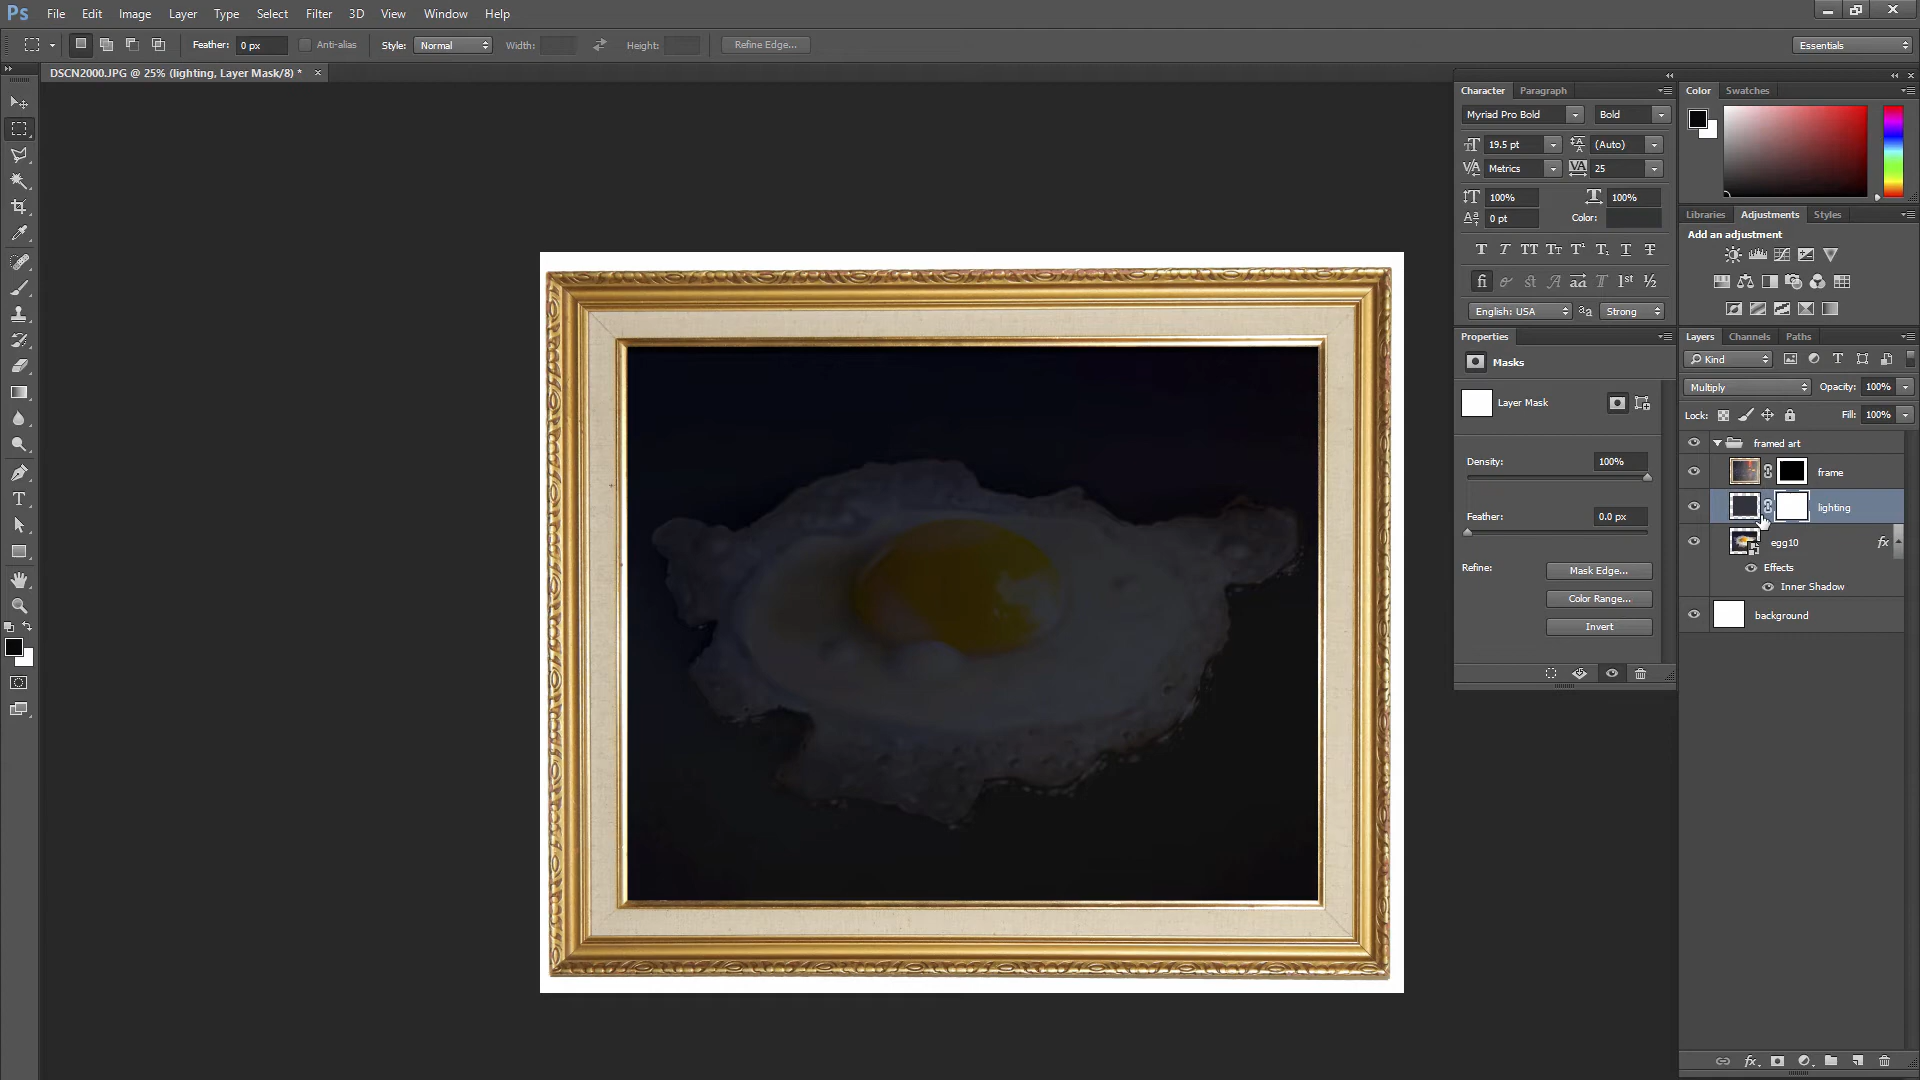 Ps File Edit Image Layer Type Select Filter 3D View Window Help
Feather: 0 px Anti-alias Style: Normal Width: Height: Refine Edge... Essentials
DSCN2000.JPG @ 25% (lighting, Layer Mask/8) * ×
Character Paragraph
Myriad Pro Bold Bold
19.5 pt (Auto)
Metrics 25
100% 100%
0 pt Color:
English: USA Strong
Properties
Masks
Layer Mask
Density: 100%
Feather: 0.0 px
Refine: Mask Edge...
Color Range...
Invert
Color Swatches
Libraries Adjustments Styles
Add an adjustment
Layers Channels Paths
Kind
Multiply Opacity: 100%
Lock: Fill: 100%
framed art
frame
lighting
egg10 fx
Effects
Inner Shadow
background